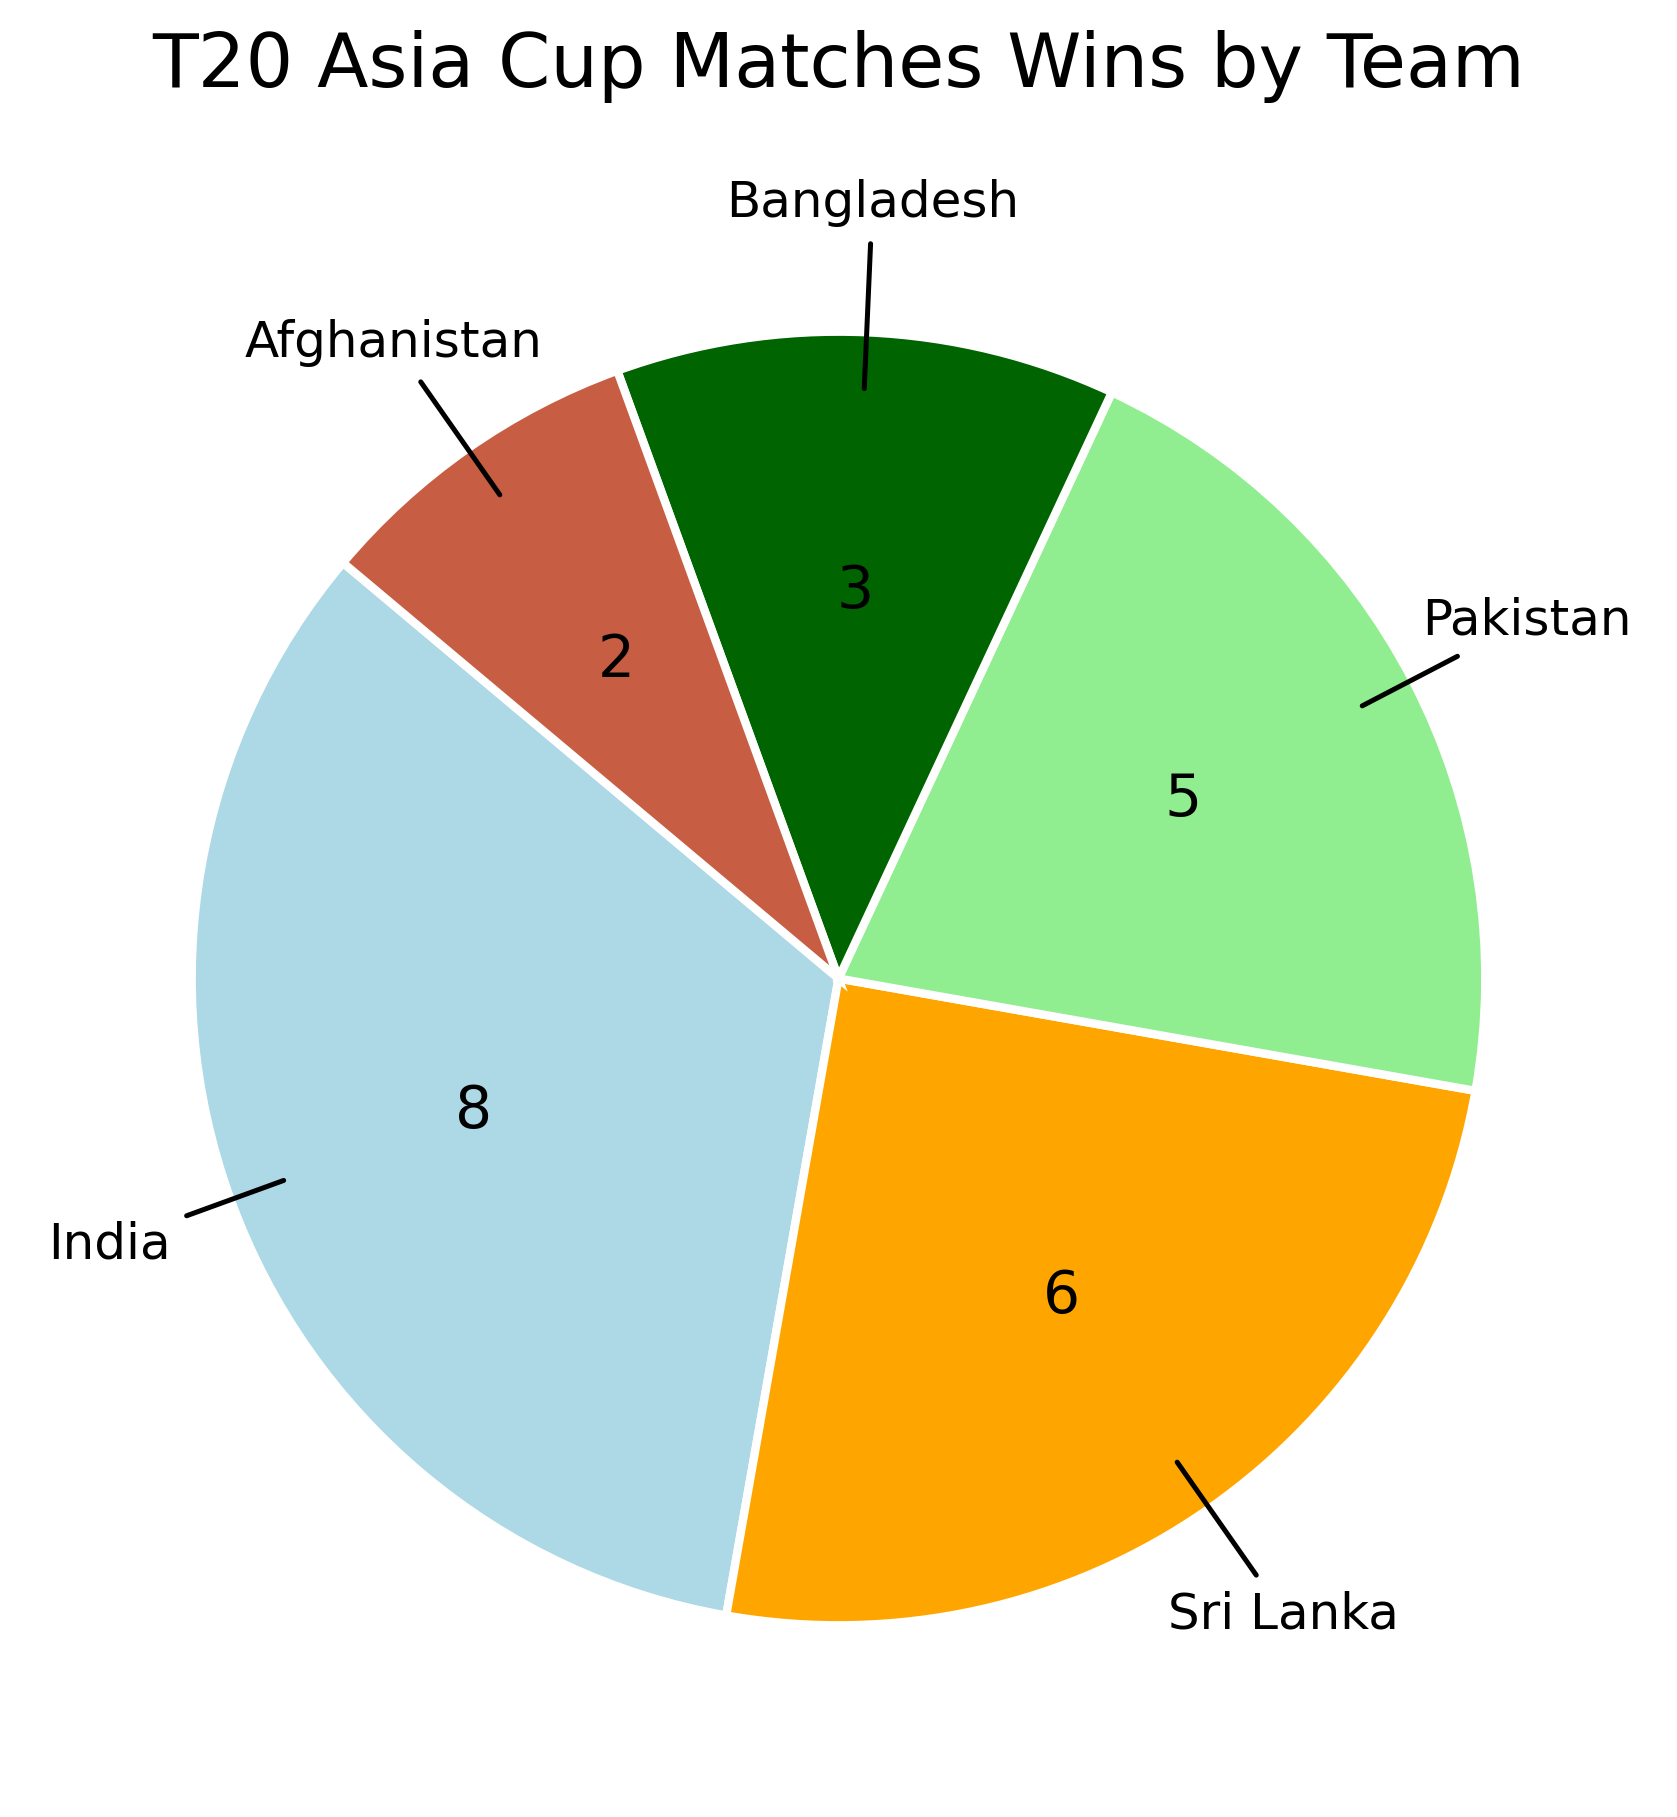 T20 Asia Cup Matches Wins by Team
Bangladesh
Afghanistan
3
Pakistan
2
5
8
India
6
Sri Lanka